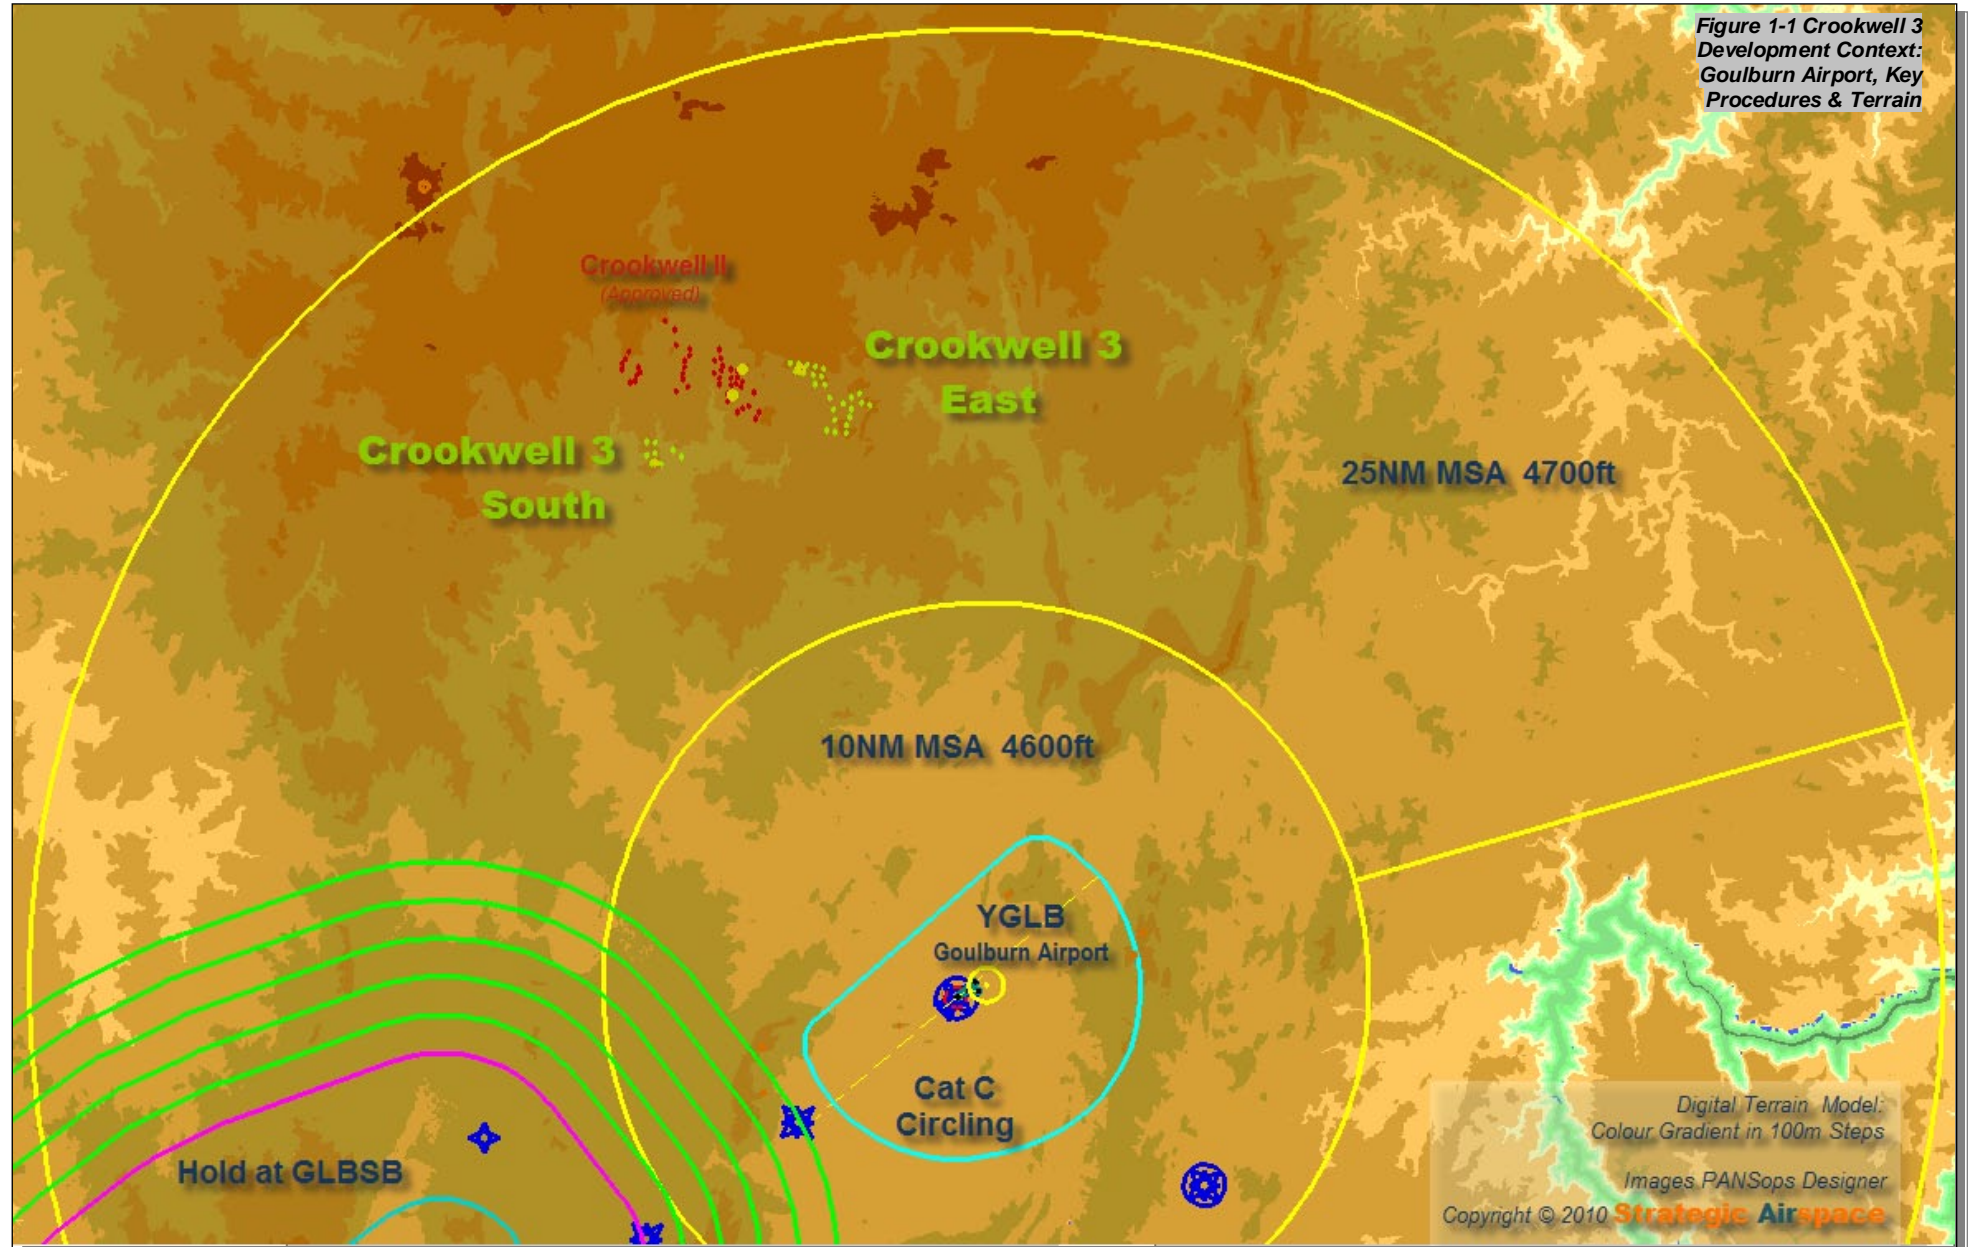 Figure 1-1 Crookwell 3
Development Context:
Goulburn Airport, Key
Procedures & Terrain
Crookwell II
(Approved)
Crookwell 3
East
Crookwell 3
South
25NM MSA 4700ft
10NM MSA 4600ft
YGLB
Goulburn Airport
Cat C
Circling
Hold at GLBSB
Digital Terrain Model:
Colour Gradient in 100m Steps
Images PANSops Designer
Copyright © 2010 Strategic Airspace